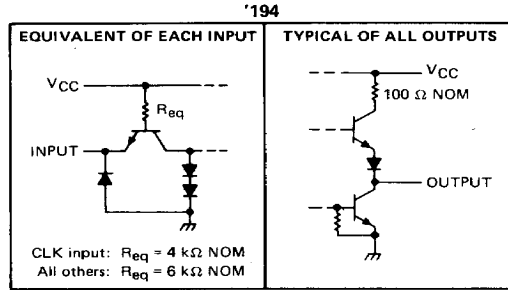 '194
EQUIVALENT OF EACH INPUT
VCC
Req
INPUT
CLK input: Req = 4 kΩ NOM
All others: Req = 6 kΩ NOM
TYPICAL OF ALL OUTPUTS
VCC
100 Ω NOM
OUTPUT